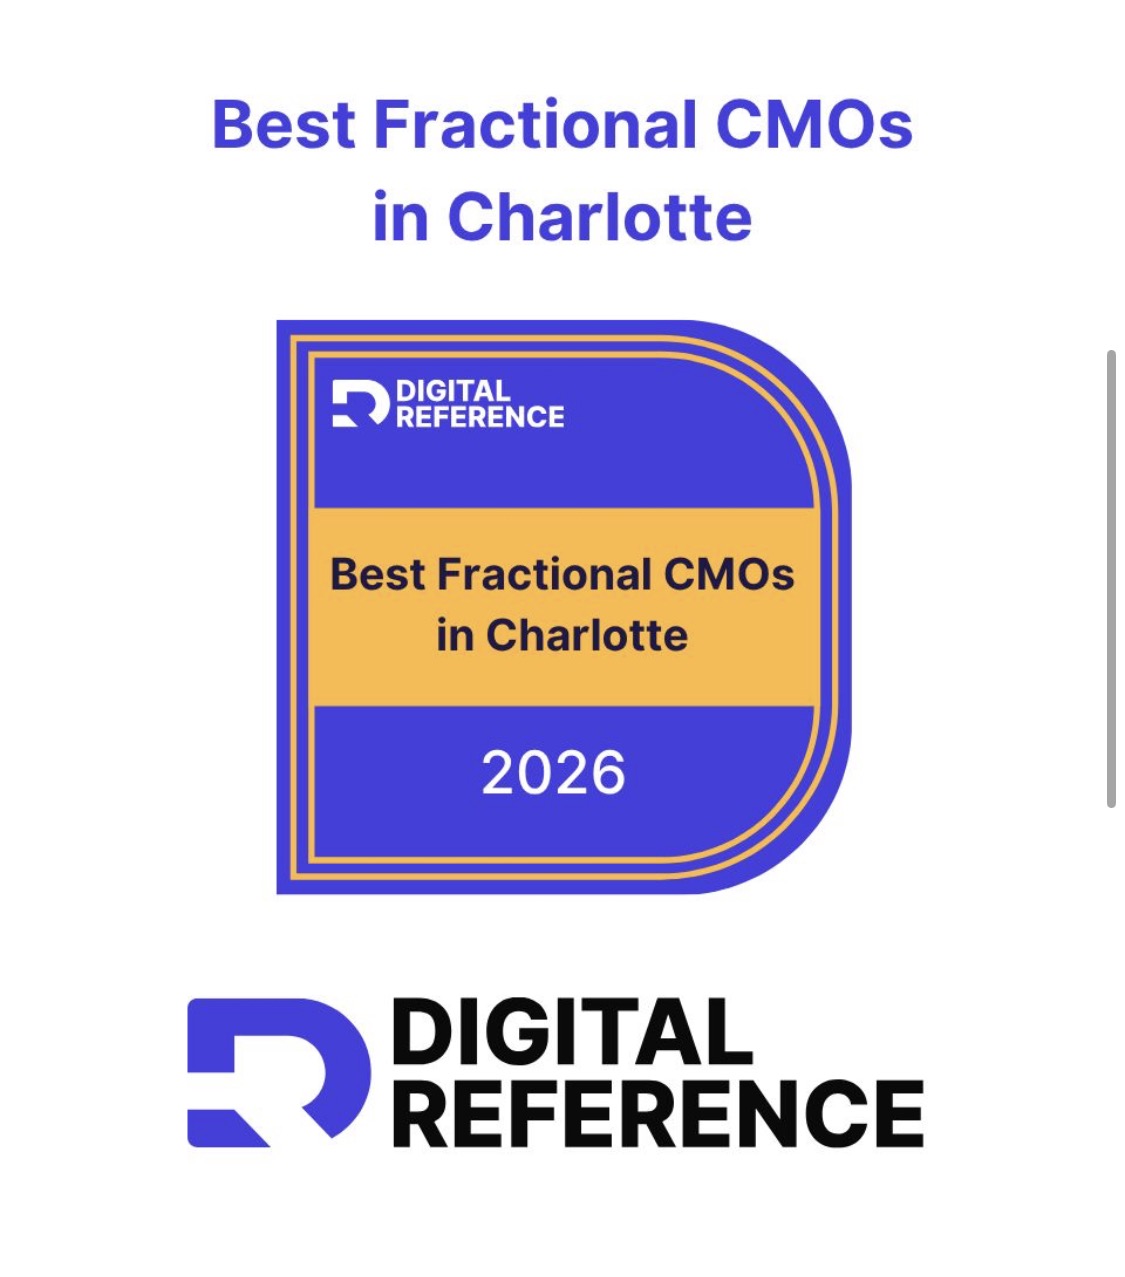 Best Fractional CMOs
in Charlotte
DIGITAL
REFERENCE
Best Fractional CMOs
in Charlotte
2026
DIGITAL
REFERENCE